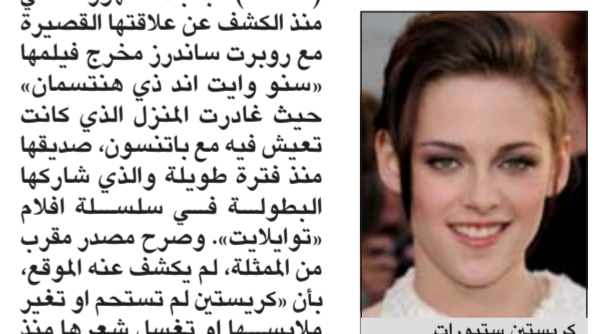 منذ الكشف عن علاقتها القصيرة
مع روبرت ساندرز مخرج فيلمها
«سنو وايت اند ذي هنتسمان»
حيث غادرت المنزل الذي كانت
تعيش فيه مع باتنسون، صديقها
منذ فترة طويلة والذي شاركها
البطولة في سلسلة افلام
«توايلايت». وصرح مصدر مقرب
من الممثلة، لم يكشف عنه الموقع،
بأن «كريستين لم تستحم او تغير
ملابسها او تغسل شعرها منذ
كريستين ستيورات